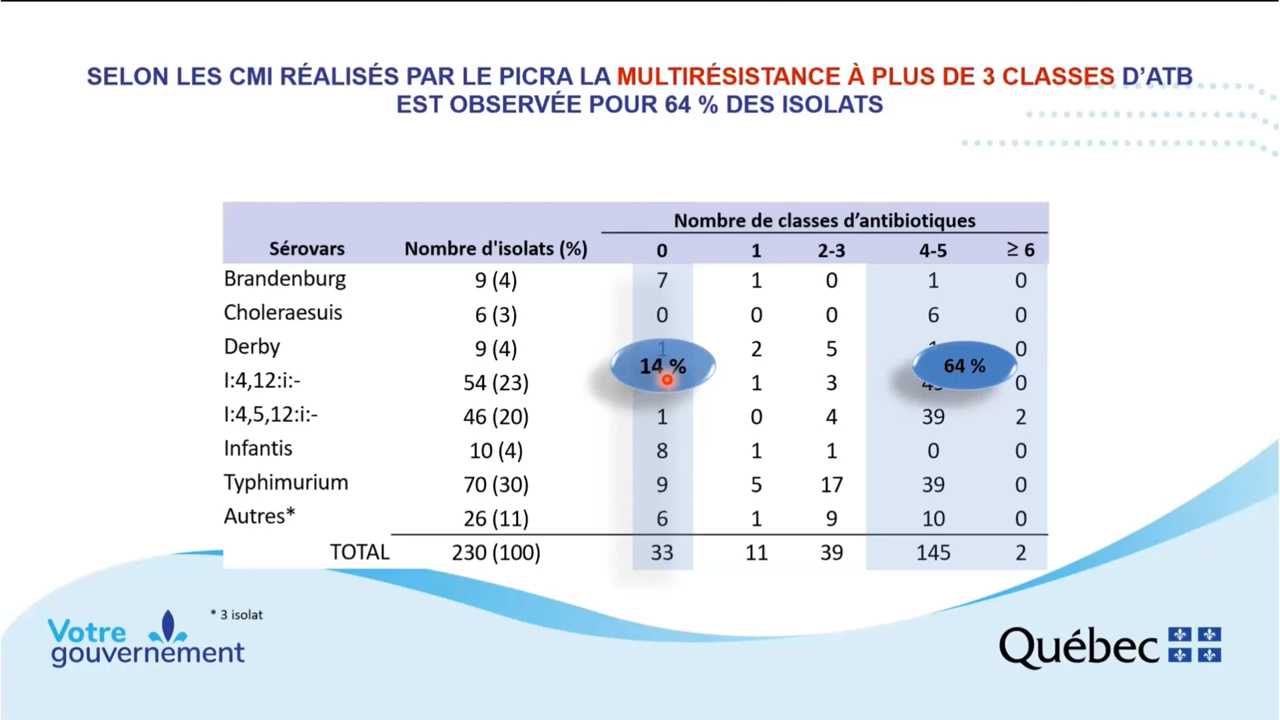 SELON LES CMI RÉALISÉS PAR LE PICRA LA MULTIRÉSISTANCE À PLUS DE 3 CLASSES D’ATB
EST OBSERVÉE POUR 64 % DES ISOLATS
Nombre de classes d’antibiotiques
Sérovars Nombre d'isolats (%) 0 1 2-3 4-5 ≥ 6
Brandenburg 9 (4) 7 1 0 1 0
Choleraesuis 6 (3) 0 0 0 6 0
Derby 9 (4) 1 2 5 0
14 % 64 %
I:4,12:i:- 54 (23) 1 3 0
I:4,5,12:i:- 46 (20) 1 0 4 39 2
Infantis 10 (4) 8 1 1 0 0
Typhimurium 70 (30) 9 5 17 39 0
Autres* 26 (11) 6 1 9 10 0
TOTAL 230 (100) 33 11 39 145 2
* 3 isolat
Votre
gouvernement
Québec